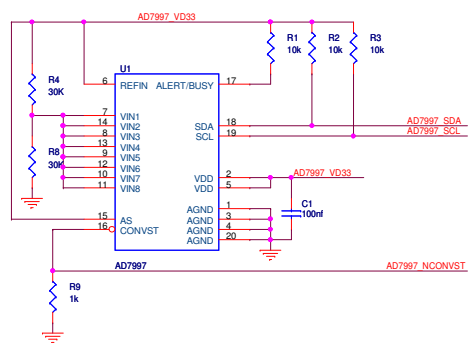 AD7997_VD33
R1
10k
R2
10k
R3
10k
U1
R4
30K
6 REFIN ALERT/BUSY 17
7 VIN1
14 VIN2
8 VIN3
13 VIN4
9 VIN5
12 VIN6
10 VIN7
11 VIN8
SDA 18 AD7997_SDA
SCL 19 AD7997_SCL
R8
30K
VDD 2 AD7997_VD33
VDD 5
AGND 1
AGND 3
AGND 4
AGND 20
C1
100nf
15 AS
16 CONVST
AD7997
AD7997_NCONVST
R9
1k